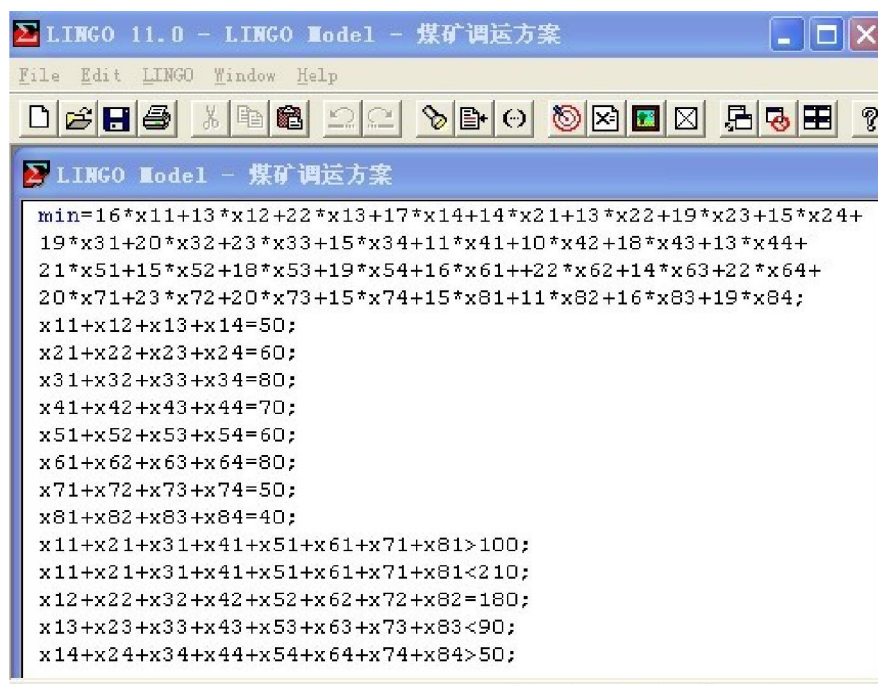 LINGO 11.0 - LINGO Model - 煤矿调运方案
File Edit LINGO Window Help
LINGO Model - 煤矿调运方案
min=16*x11+13*x12+22*x13+17*x14+14*x21+13*x22+19*x23+15*x24+
19*x31+20*x32+23*x33+15*x34+11*x41+10*x42+18*x43+13*x44+
21*x51+15*x52+18*x53+19*x54+16*x61++22*x62+14*x63+22*x64+
20*x71+23*x72+20*x73+15*x74+15*x81+11*x82+16*x83+19*x84;
x11+x12+x13+x14=50;
x21+x22+x23+x24=60;
x31+x32+x33+x34=80;
x41+x42+x43+x44=70;
x51+x52+x53+x54=60;
x61+x62+x63+x64=80;
x71+x72+x73+x74=50;
x81+x82+x83+x84=40;
x11+x21+x31+x41+x51+x61+x71+x81>100;
x11+x21+x31+x41+x51+x61+x71+x81<210;
x12+x22+x32+x42+x52+x62+x72+x82=180;
x13+x23+x33+x43+x53+x63+x73+x83<90;
x14+x24+x34+x44+x54+x64+x74+x84>50;